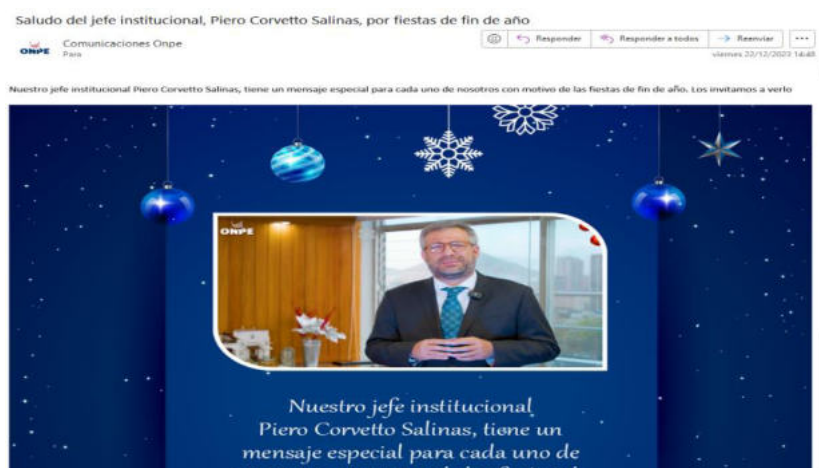 Saludo del jefe institucional, Piero Corvetto Salinas, por fiestas de fin de año
ONPE
Comunicaciones Onpe
Para
Responder
Responder a todos
Reenviar
viernes 22/12/2023 14:48
Nuestro jefe institucional Piero Corvetto Salinas, tiene un mensaje especial para cada uno de nosotros con motivo de las fiestas de fin de año. Los invitamos a verlo
ONPE
Nuestro jefe institucional
Piero Corvetto Salinas, tiene un
mensaje especial para cada uno de